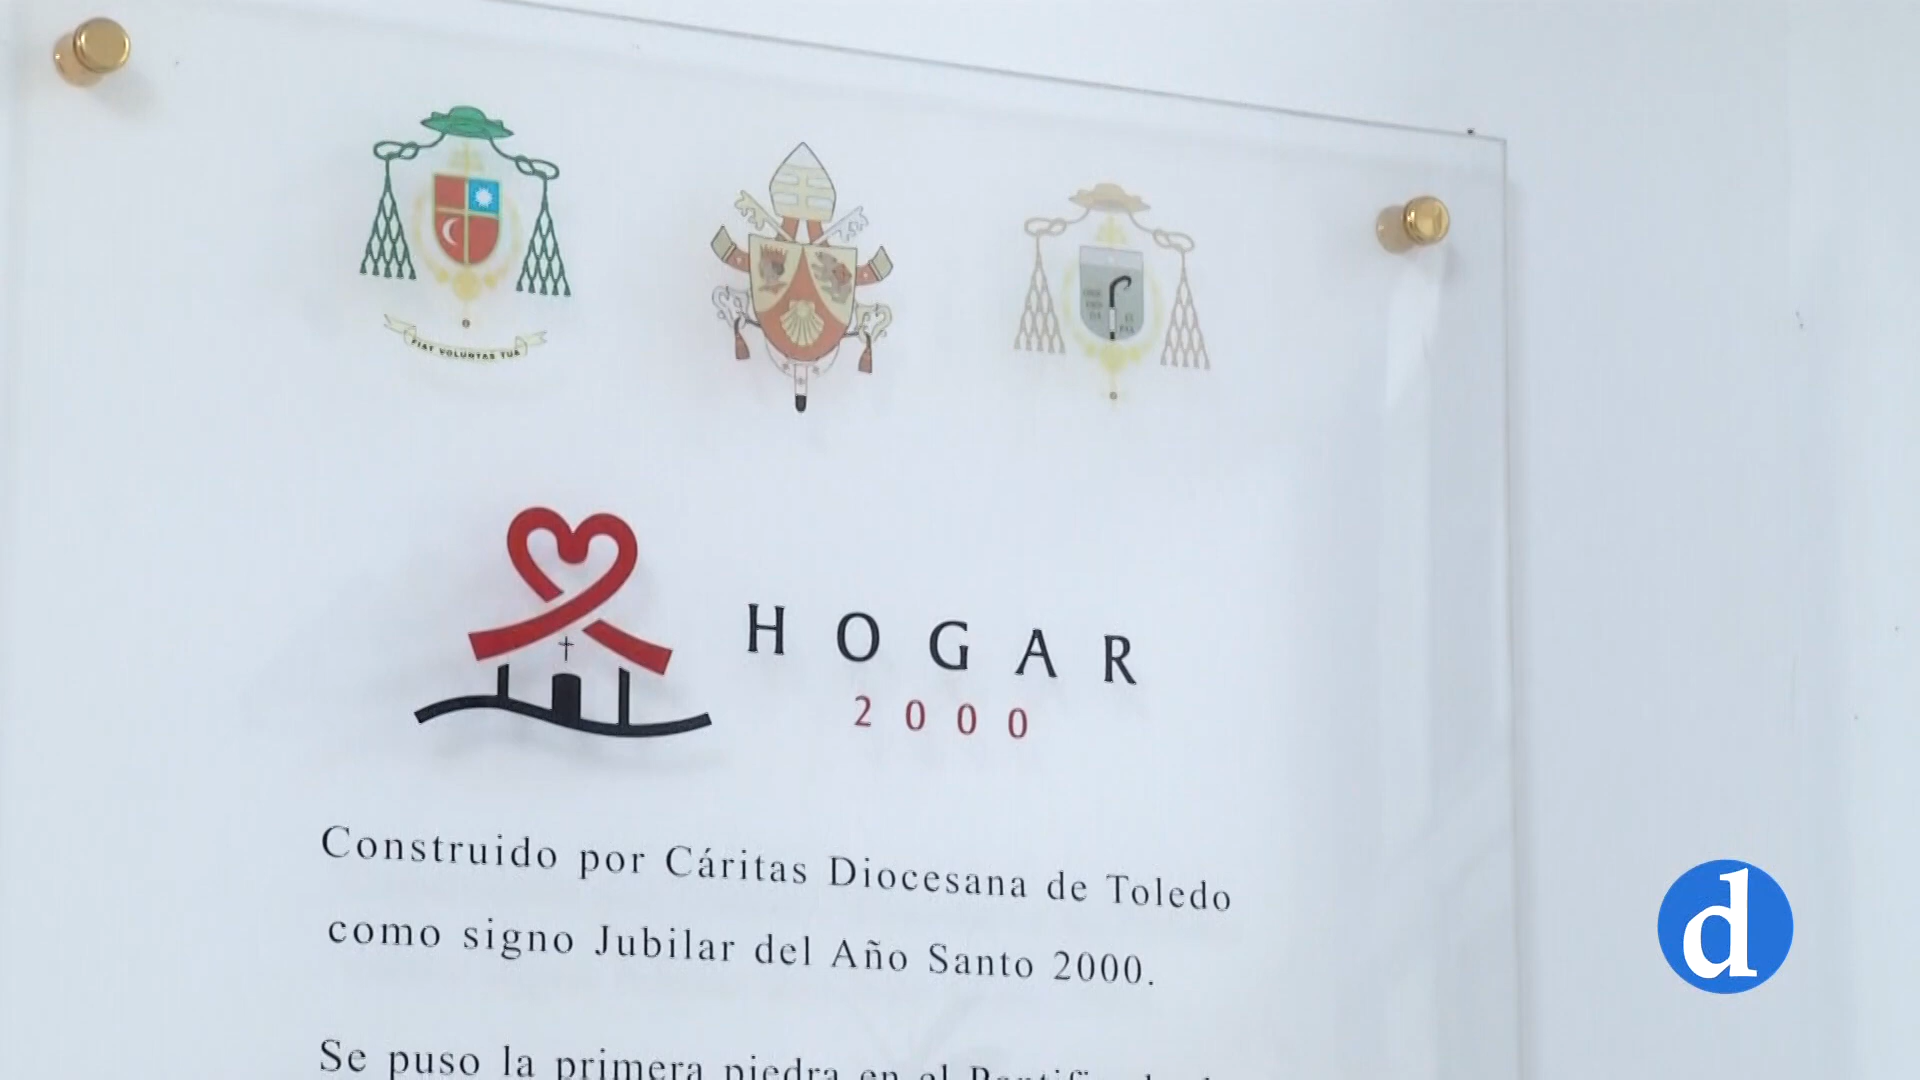 FIAT VOLUNTAS TUA
HOGAR
2000
Construido por Cáritas Diocesana de Toledo
como signo Jubilar del Año Santo 2000.
Se puso la primera piedra en el
d